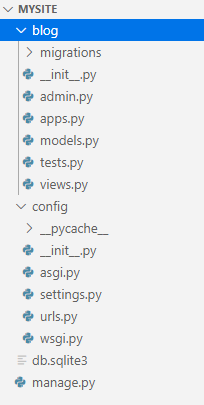 MYSITE
blog
migrations
__init__.py
admin.py
apps.py
models.py
tests.py
views.py
config
__pycache__
__init__.py
asgi.py
settings.py
urls.py
wsgi.py
db.sqlite3
manage.py